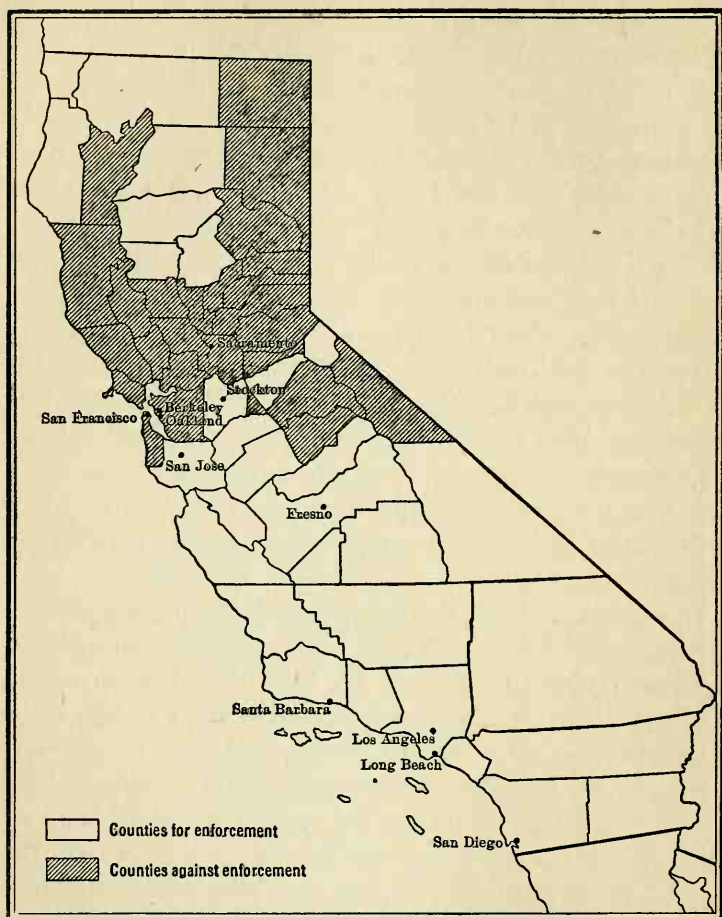 Sacramento
Stockton
San Francisco
Berkeley
Oakland
San Jose
Fresno
Santa Barbara
Los Angeles
Long Beach
San Diego
Counties for enforcement
Counties against enforcement